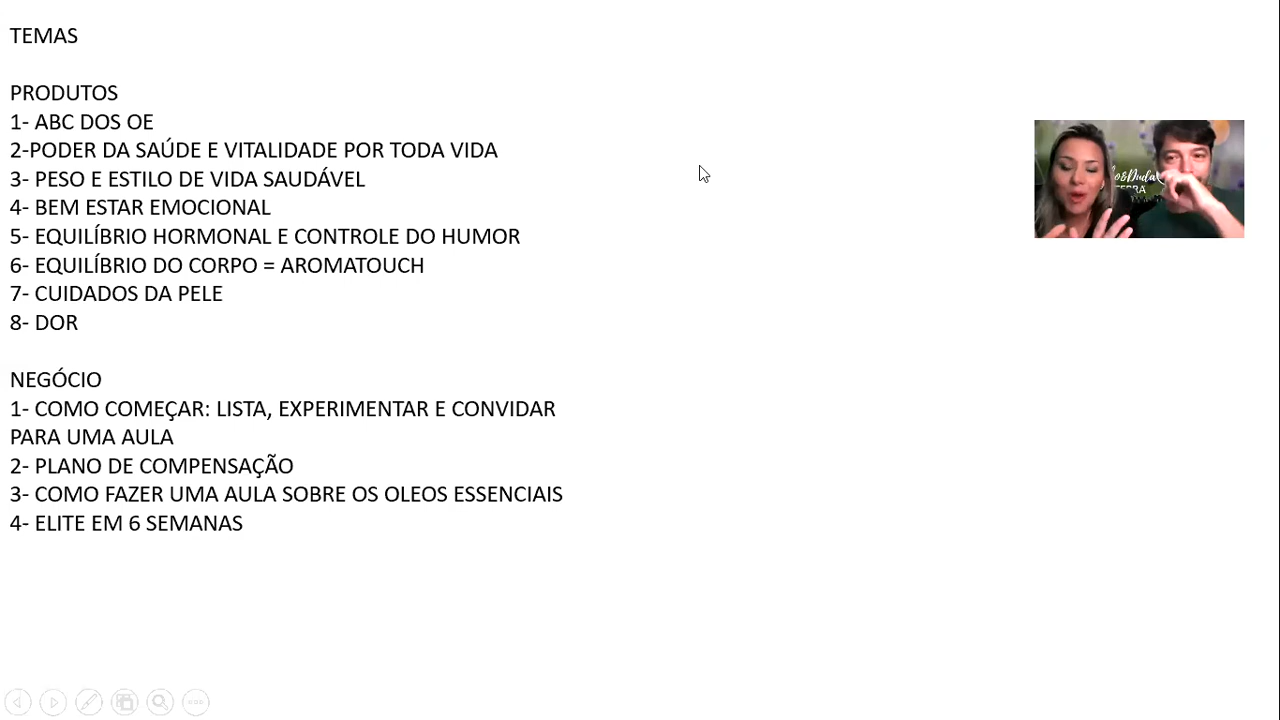 TEMAS
PRODUTOS
1- ABC DOS OE
2-PODER DA SAÚDE E VITALIDADE POR TODA VIDA
3- PESO E ESTILO DE VIDA SAUDÁVEL
4- BEM ESTAR EMOCIONAL
5- EQUILÍBRIO HORMONAL E CONTROLE DO HUMOR
6- EQUILÍBRIO DO CORPO = AROMATOUCH
7- CUIDADOS DA PELE
8- DOR
NEGÓCIO
1- COMO COMEÇAR: LISTA, EXPERIMENTAR E CONVIDAR
PARA UMA AULA
2- PLANO DE COMPENSAÇÃO
3- COMO FAZER UMA AULA SOBRE OS OLEOS ESSENCIAIS
4- ELITE EM 6 SEMANAS